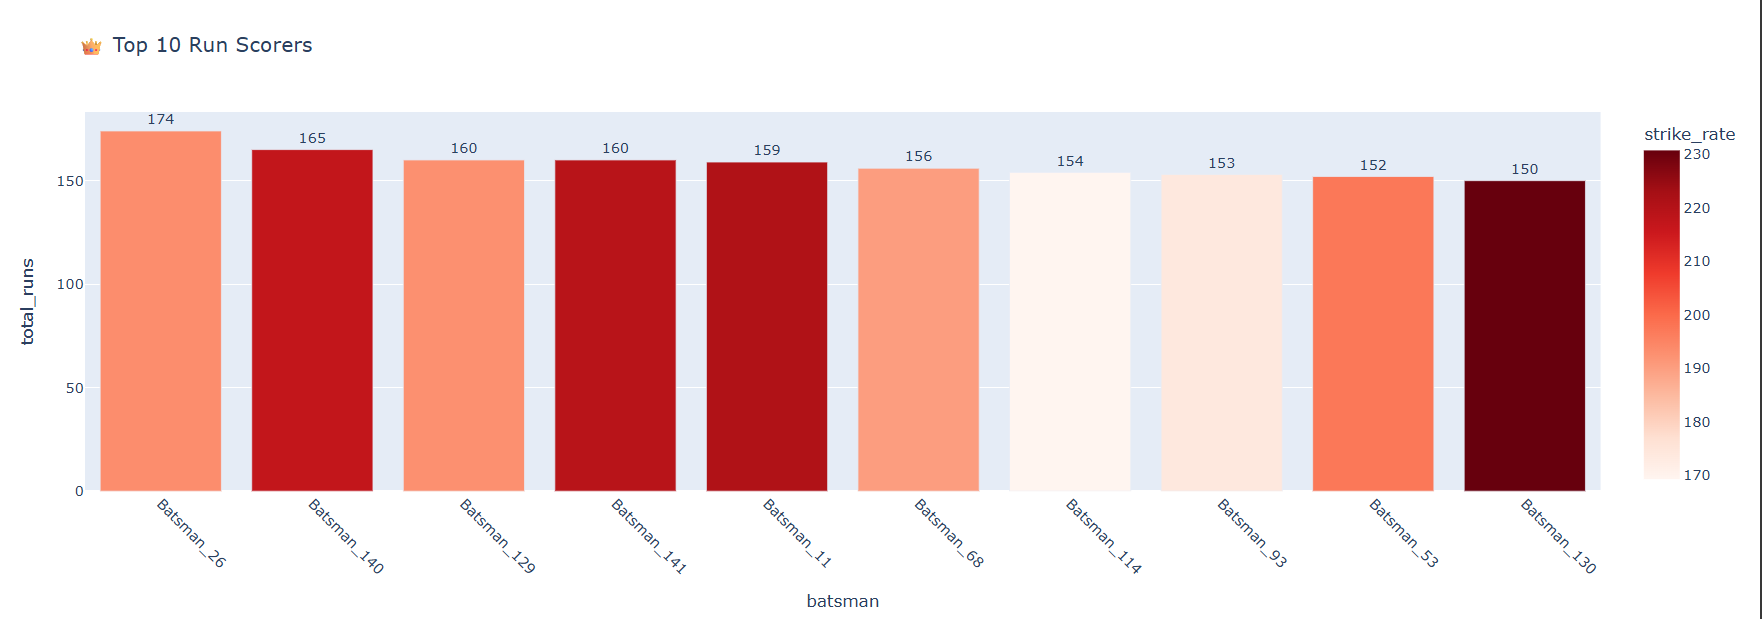 👑 Top 10 Run Scorers
174
165
160
160
159
156
154
153
152
150
total_runs
150
100
50
0
Batsman_26
Batsman_140
Batsman_129
Batsman_141
Batsman_11
Batsman_68
Batsman_114
Batsman_93
Batsman_53
Batsman_130
batsman
strike_rate
230
220
210
200
190
180
170